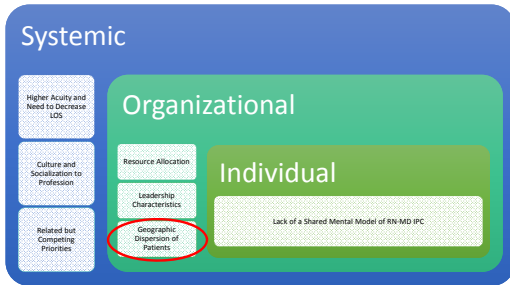 Systemic
Higher Acuity and
Need to Decrease
LOS
Culture and
Socialization to
Profession
Related but
Competing
Priorities
Organizational
Resource Allocation
Leadership
Characteristics
Geographic
Dispersion of
Patients
Individual
Lack of a Shared Mental Model of RN-MD IPC